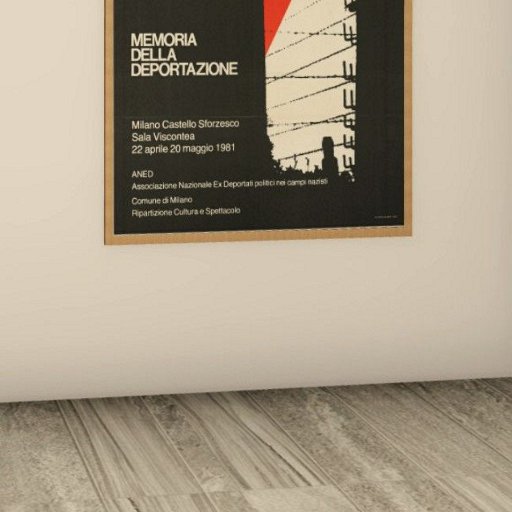 MEMORIA
DELLA
DEPORTAZIONE
Milano Castello Sforzesco
Sala Viscontea
22 aprile 20 maggio 1981
ANED
Associazione Nazionale Ex Deportati politici nei campi nazisti
Comune di Milano
Ripartizione Cultura e Spettacolo